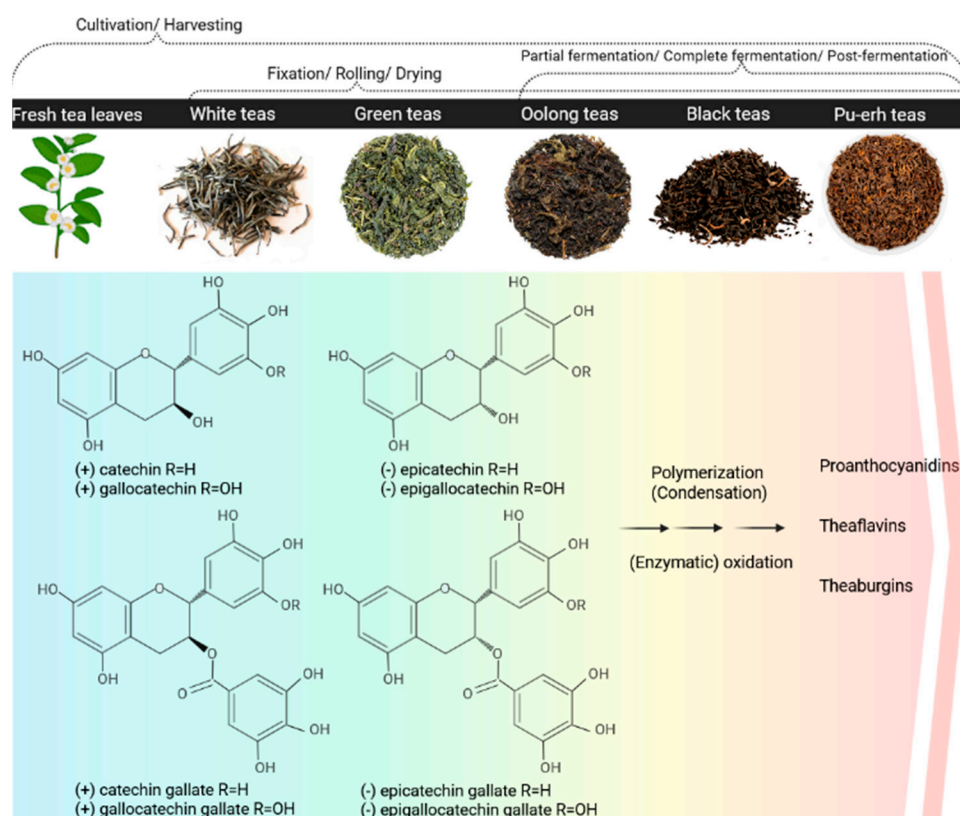 Cultivation/ Harvesting
Partial fermentation/ Complete fermentation/ Post-fermentation
Fixation/ Rolling/ Drying
Fresh tea leaves
White teas
Green teas
Oolong teas
Black teas
Pu-erh teas
HO
OH
HO
O
OR
OH
OH
(+) catechin R=H
(+) gallocatechin R=OH
HO
OH
HO
O
OR
OH
OH
(-) epicatechin R=H
(-) epigallocatechin R=OH
Polymerization
(Condensation)
(Enzymatic) oxidation
Proanthocyanidins
Theaflavins
Theaburgins
HO
OH
HO
O
OR
O
OH
O
OH
OH
OH
(+) catechin gallate R=H
(+) gallocatechin gallate R=OH
HO
OH
HO
O
OR
O
OH
O
OH
OH
OH
(-) epicatechin gallate R=H
(-) epigallocatechin gallate R=OH